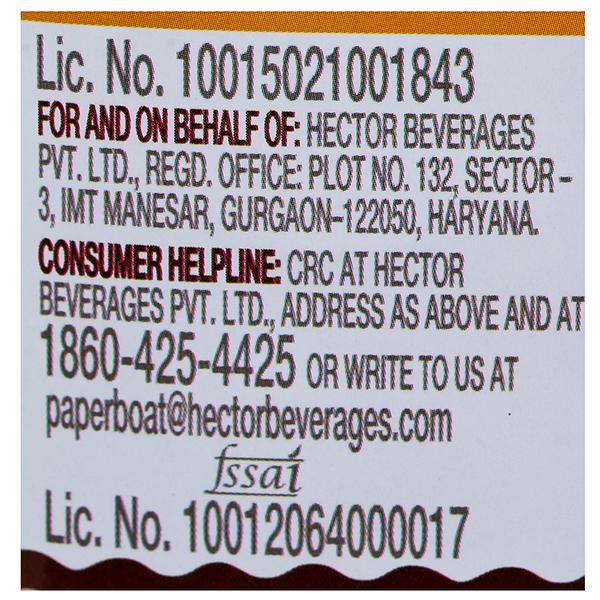 Lic. No. 10015021001843
FOR AND ON BEHALF OF: HECTOR BEVERAGES
PVT. LTD., REGD. OFFICE: PLOT NO. 132, SECTOR –
3, IMT MANESAR, GURGAON–122050, HARYANA.
CONSUMER HELPLINE: CRC AT HECTOR
BEVERAGES PVT. LTD., ADDRESS AS ABOVE AND AT
1860-425-4425 OR WRITE TO US AT
paperboat@hectorbeverages.com
fssai
Lic. No. 10012064000017